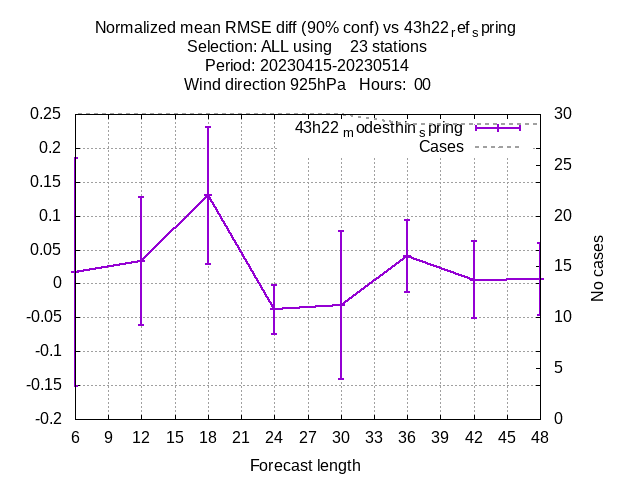 Normalized mean RMSE diff (90% conf) vs 43h22ref spring
Selection: ALL using 23 stations
Period: 20230415-20230514
Wind direction 925hPa Hours: 00
43h22modesthinspring
Cases
0.25
0.2
0.15
0.1
0.05
0
-0.05
-0.1
-0.15
-0.2
30
25
20
15
10
5
0
No cases
6 9 12 15 18 21 24 27 30 33 36 39 42 45 48
Forecast length